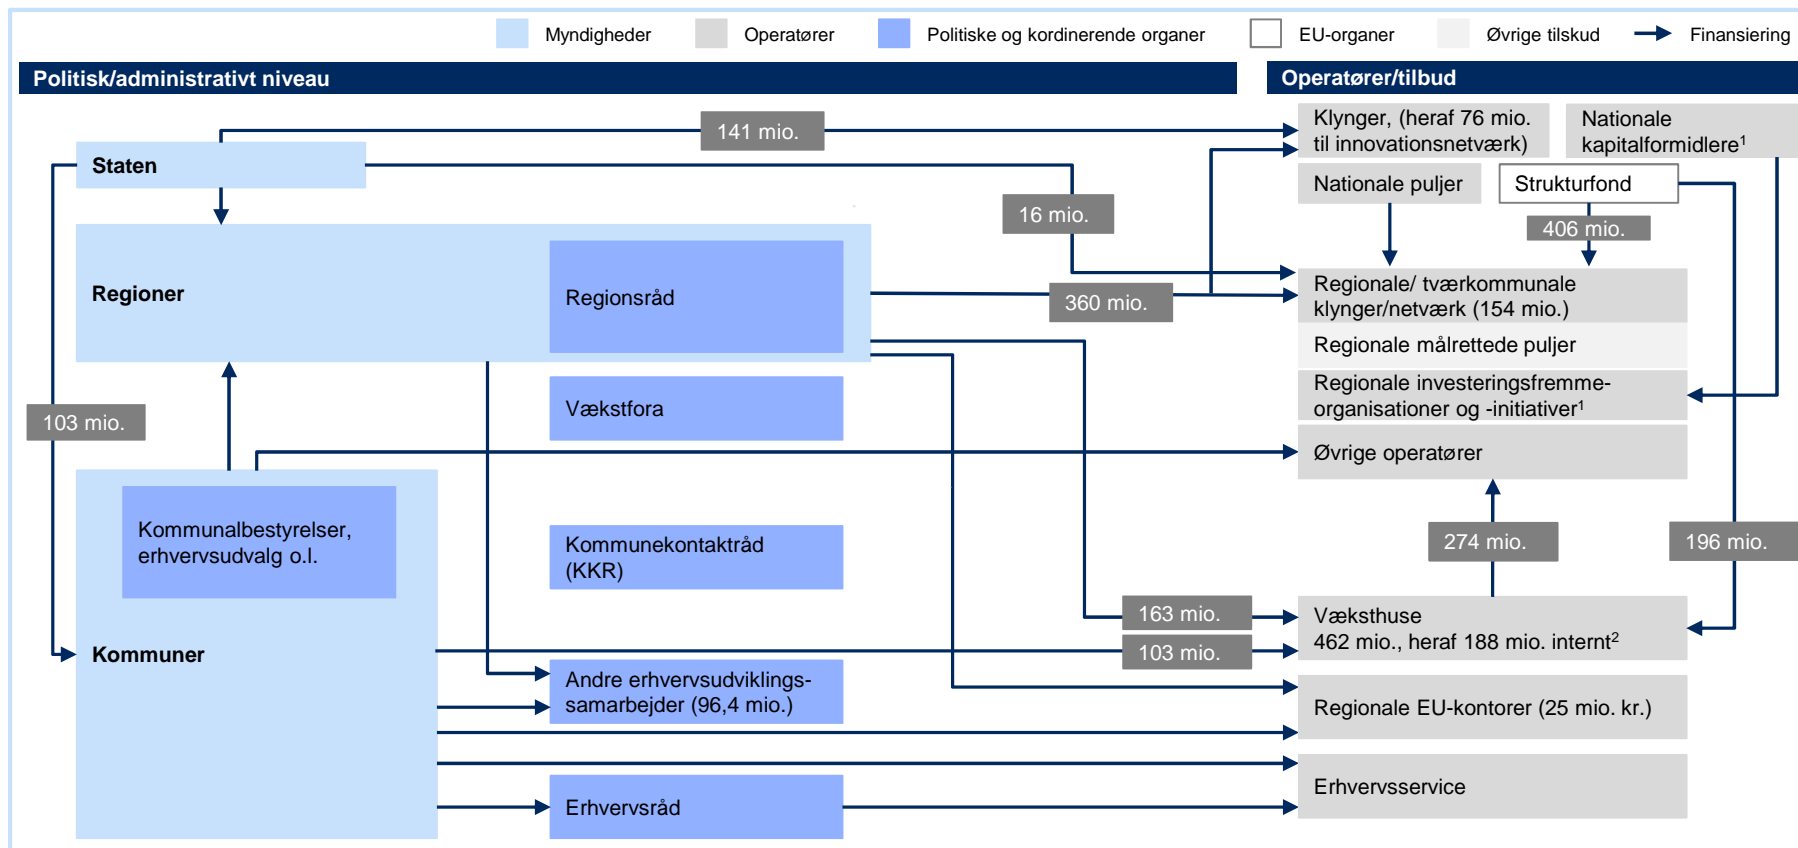 Myndigheder
Operatører
Politiske og kordinerende organer
EU-organer
Øvrige tilskud
Finansiering
Politisk/administrativt niveau
Operatører/tilbud
141 mio.
Klynger, (heraf 76 mio.
til innovationsnetværk)
Nationale
kapitalformidlere¹
Staten
Nationale puljer
Strukturfond
16 mio.
406 mio.
Regioner
Regionsråd
360 mio.
Regionale/ tværkommunale
klynger/netværk (154 mio.)
Regionale målrettede puljer
Vækstfora
Regionale investeringsfremme-
organisationer og -initiativer¹
103 mio.
Øvrige operatører
Kommunalbestyrelser,
erhvervsudvalg o.l.
Kommunekontaktråd
(KKR)
274 mio.
196 mio.
163 mio.
Væksthuse
462 mio., heraf 188 mio. internt²
Kommuner
103 mio.
Andre erhvervsudviklings-
samarbejder (96,4 mio.)
Regionale EU-kontorer (25 mio. kr.)
Erhvervsråd
Erhvervsservice